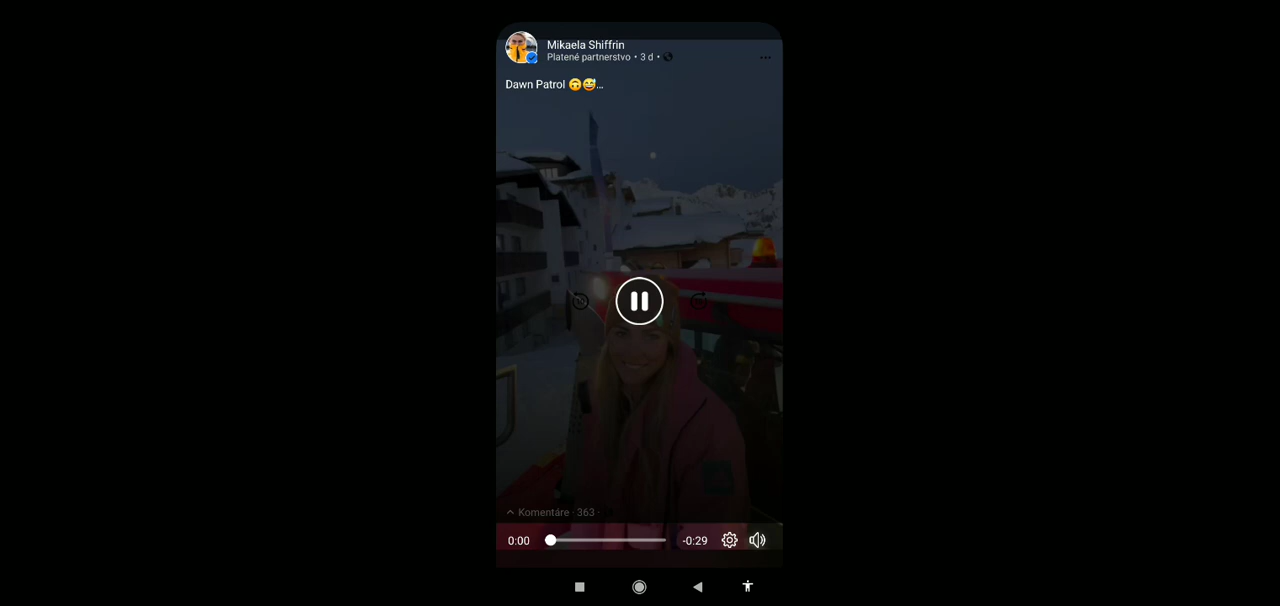 Mikaela Shiffrin
Platené partnerstvo • 3 d •
Dawn Patrol 🙃😅…
Komentáre · 363 ·
0:00
-0:29